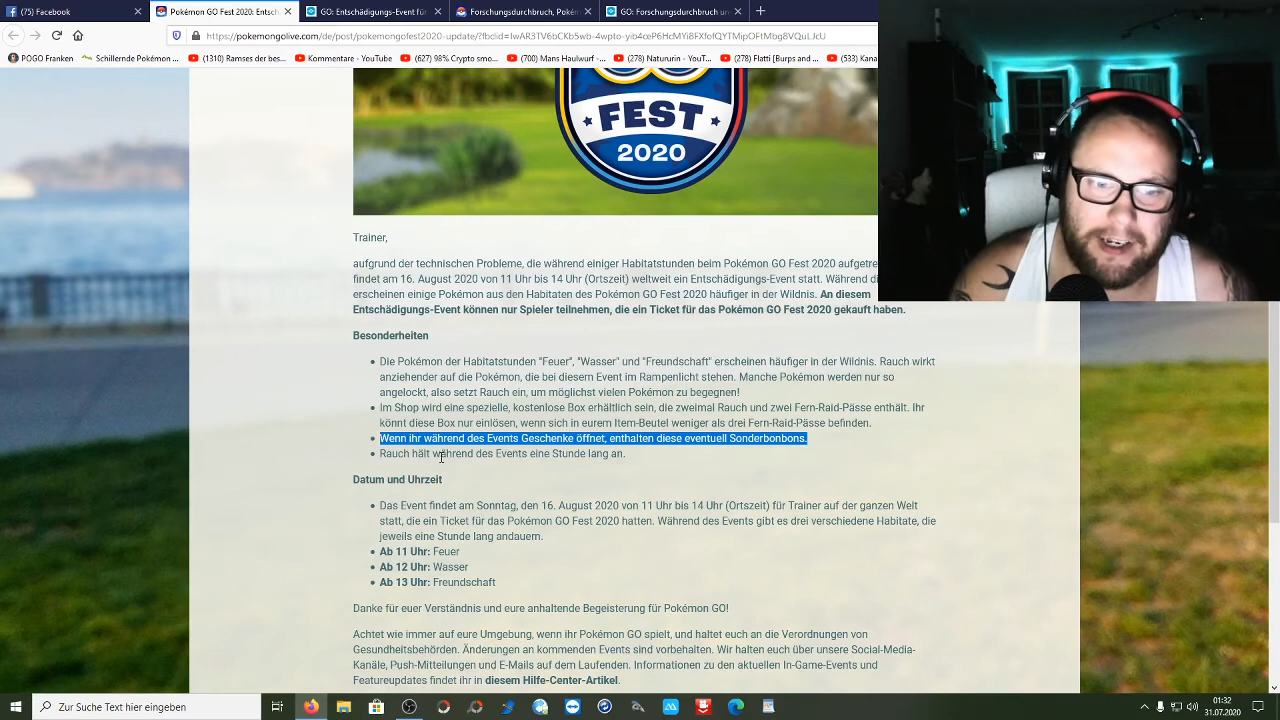 (75) Facebook
Pokémon GO Fest 2020-Entsch
GO: Entgütigungs-Events für
Forschungsdurchbruch, Pokém
GO: Forschungsdurchbruch un
https://pokemongolive.com/de/post/pokemongofest2020-update/?fbclid=IwAR3TV6bCKb5wb-4wpto-yib4ceP6HcMYi8FXfofQYTMipOFtMbg8VQuLJcU
POGO Franken
Schillernde Pokémon ...
(1310) Ramses der bes...
Kommentare - YouTube
(627) 98% Crypto smo...
(700) Mans Haulwurf -...
(278) Natururin - YouT...
(278) Flatti [Burps and ...
(533) Kana
FEST
2020
Trainer,
aufgrund der technischen Probleme, die während einiger Habitatstunden beim Pokémon GO Fest 2020 aufgetre
findet am 16. August 2020 von 11 Uhr bis 14 Uhr (Ortszeit) weltweit ein Entschädigungs-Event statt. Während di
erscheinen einige Pokémon aus den Habitaten des Pokémon GO Fest 2020 häufiger in der Wildnis. An diesem
Entschädigungs-Event können nur Spieler teilnehmen, die ein Ticket für das Pokémon GO Fest 2020 gekauft haben.
Besonderheiten
Die Pokémon der Habitatstunden "Feuer", "Wasser" und "Freundschaft" erscheinen häufiger in der Wildnis. Rauch wirkt
anziehender auf die Pokémon, die bei diesem Event im Rampenlicht stehen. Manche Pokémon werden nur so
angelockt, also setzt Rauch ein, um möglichst vielen Pokémon zu begegnen!
Im Shop wird eine spezielle, kostenlose Box erhältlich sein, die zweimal Rauch und zwei Fern-Raid-Pässe enthält. Ihr
könnt diese Box nur einlösen, wenn sich in eurem Item-Beutel weniger als drei Fern-Raid-Pässe befinden.
Wenn ihr während des Events Geschenke öffnet, enthalten diese eventuell Sonderbonbons.
Rauch hält während des Events eine Stunde lang an.
Datum und Uhrzeit
Das Event findet am Sonntag, den 16. August 2020 von 11 Uhr bis 14 Uhr (Ortszeit) für Trainer auf der ganzen Welt
statt, die ein Ticket für das Pokémon GO Fest 2020 hatten. Während des Events gibt es drei verschiedene Habitate, die
jeweils eine Stunde lang andauern.
Ab 11 Uhr: Feuer
Ab 12 Uhr: Wasser
Ab 13 Uhr: Freundschaft
Danke für euer Verständnis und eure anhaltende Begeisterung für Pokémon GO!
Achtet wie immer auf eure Umgebung, wenn ihr Pokémon GO spielt, und haltet euch an die Verordnungen von
Gesundheitsbehörden. Änderungen an kommenden Events sind vorbehalten. Wir halten euch über unsere Social-Media-
Kanäle, Push-Mitteilungen und E-Mails auf dem Laufenden. Informationen zu den aktuellen In-Game-Events und
Featureupdates findet ihr in diesem Hilfe-Center-Artikel.
Zur Suche Text hier eingeben
01:32
31.07.2020